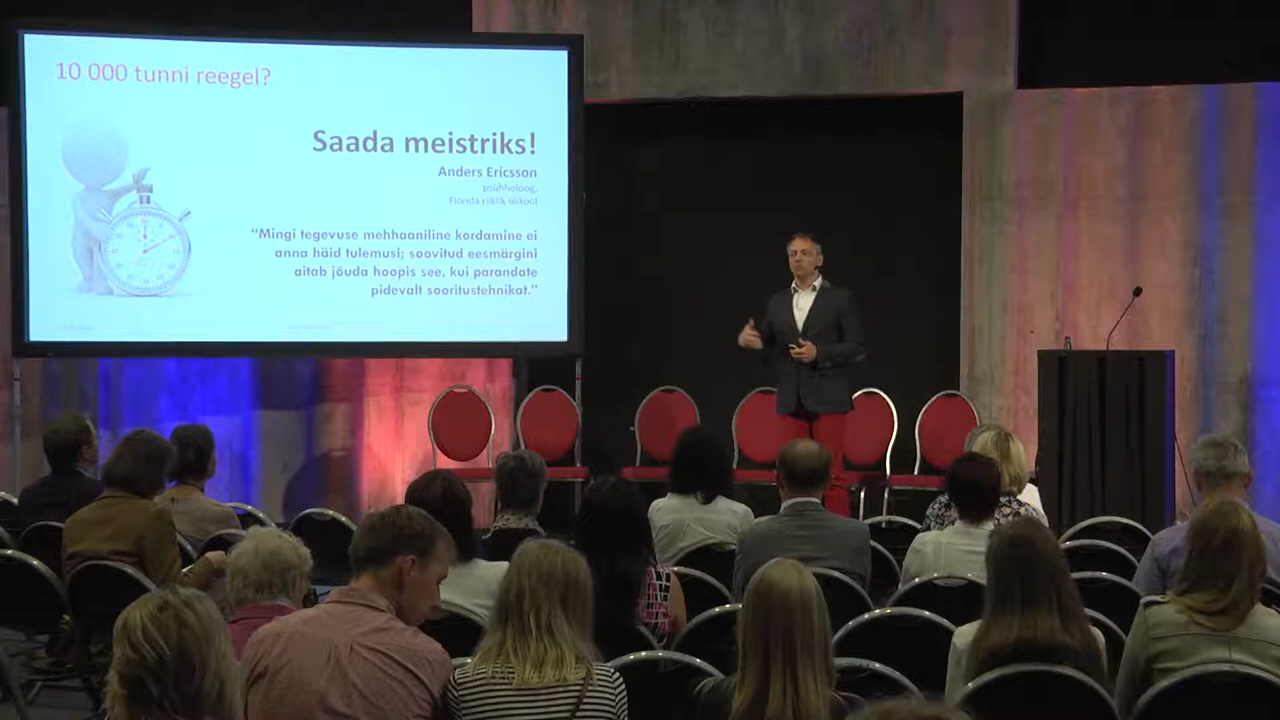 10 000 tunni reegel?
Saada meistriks!
Anders Ericsson
psühholoog,
Florida riiklik ülikool
“Mingi tegevuse mehhaaniline kordamine ei
anna häid tulemusi; soovitud eesmärgini
aitab jõuda hoopis see, kui parandate
pidevalt sooritustehnikat.”